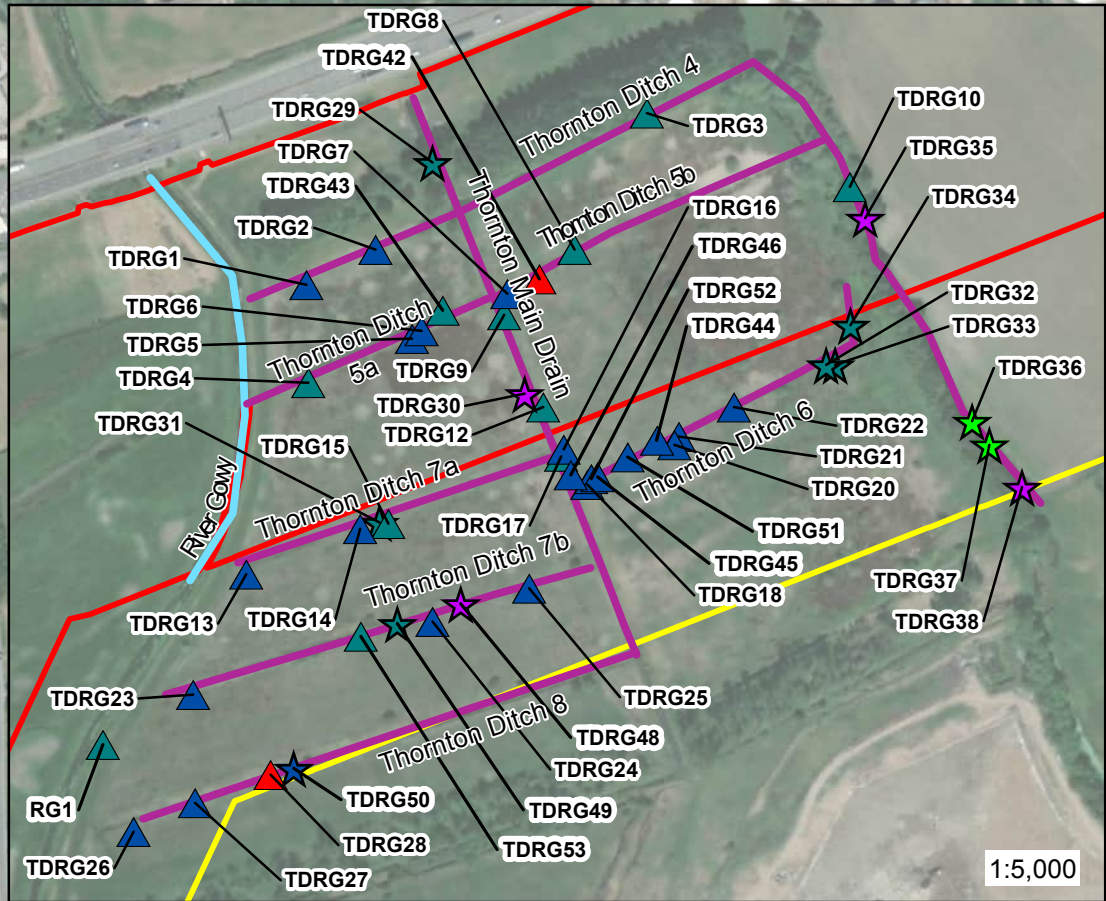 TDRG8
TDRG42
TDRG29
TDRG7
TDRG43
TDRG2
TDRG1
TDRG6
TDRG5
TDRG4
TDRG31
TDRG15
Thornton Ditch 4
TDRG3
Thornton Ditch 5b
Thornton Main Drain
TDRG10
TDRG35
TDRG34
TDRG16
TDRG46
TDRG52
TDRG44
TDRG32
TDRG33
TDRG36
Thornton Ditch
5a
TDRG9
TDRG30
TDRG12
TDRG22
TDRG21
TDRG20
Thornton Ditch 6
TDRG51
TDRG45
TDRG18
TDRG37
TDRG38
River Gowy
Thornton Ditch 7a
TDRG17
Thornton Ditch 7b
TDRG13
TDRG14
TDRG23
TDRG25
TDRG48
TDRG24
TDRG49
TDRG53
Thornton Ditch 8
RG1
TDRG50
TDRG28
TDRG27
TDRG26
1:5,000